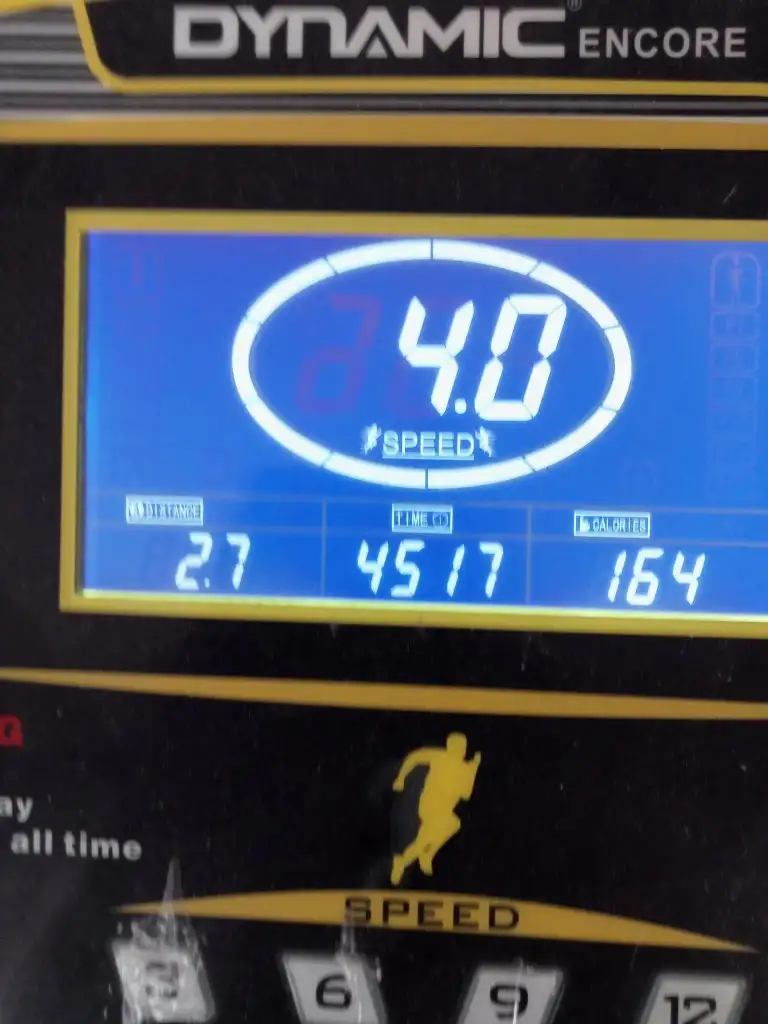 DYNAMIC® ENCORE
4.0
SPEED
DISTANCE TIME CALORIES
2.7 4517 164
Q
ay
all time
SPEED
3 6 9 12